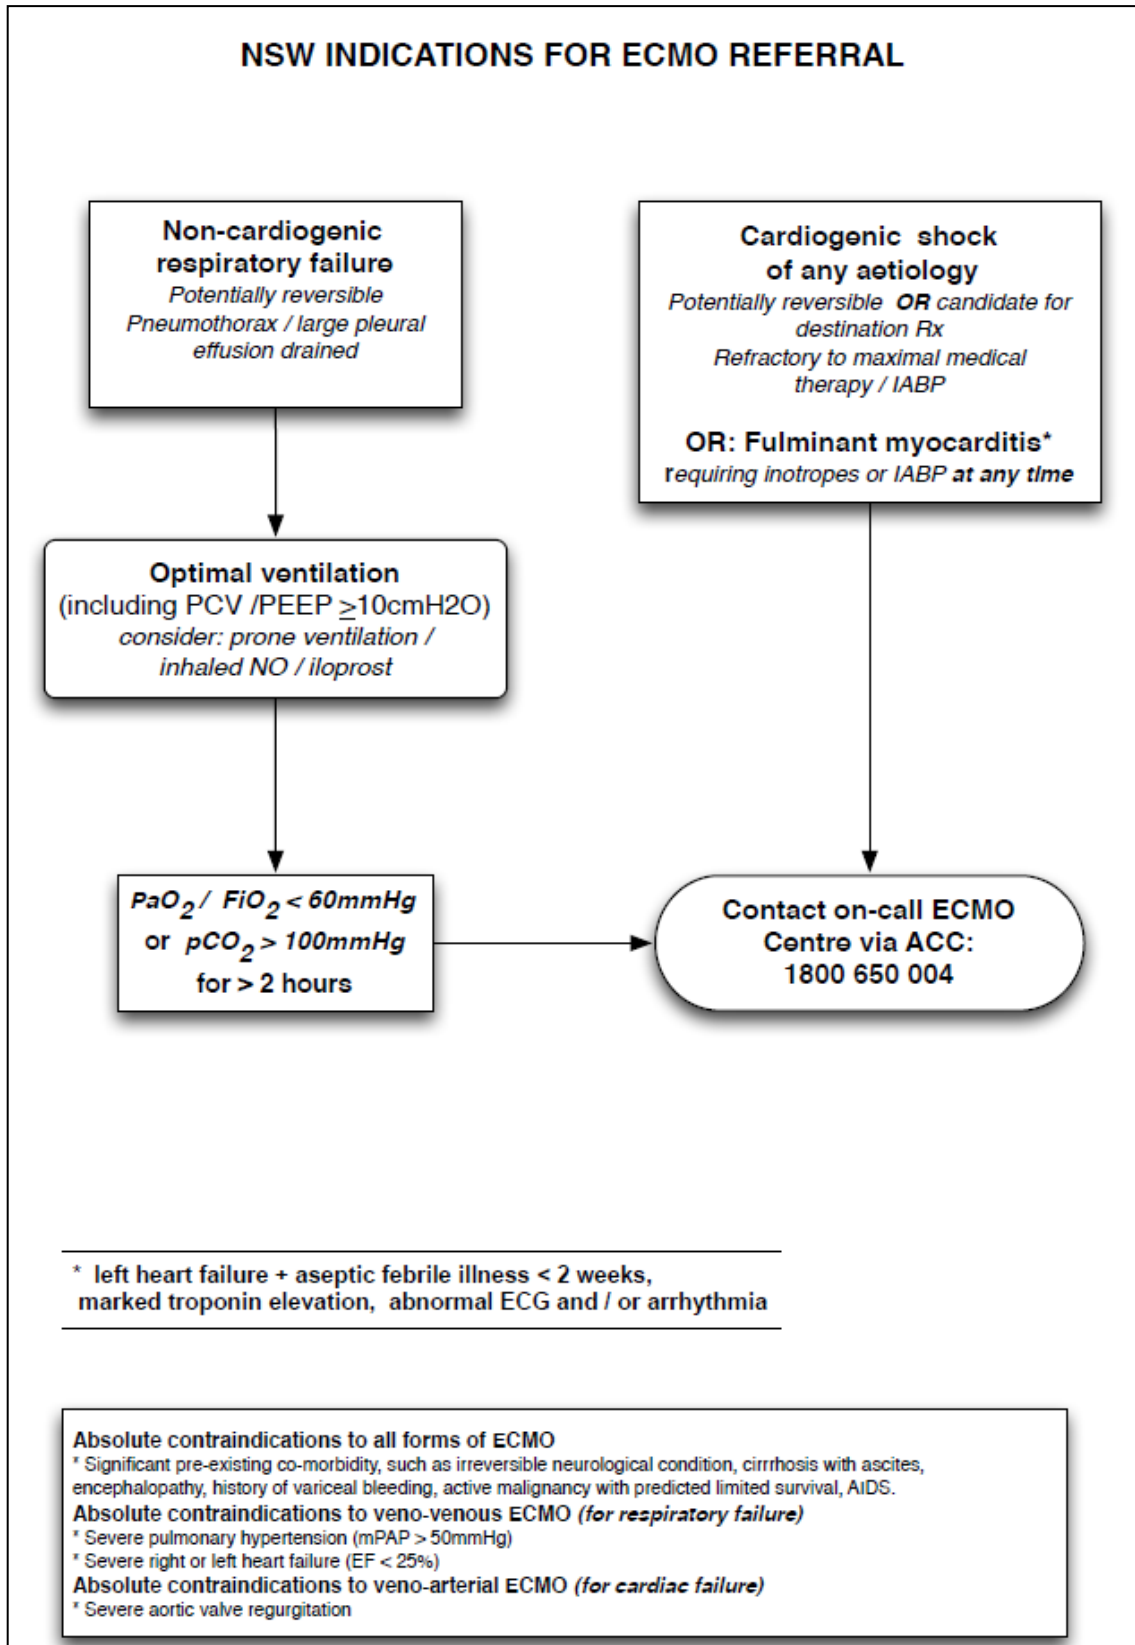 NSW INDICATIONS FOR ECMO REFERRAL
Non-cardiogenic
respiratory failure
Potentially reversible
Pneumothorax / large pleural
effusion drained
Cardiogenic shock
of any aetiology
Potentially reversible OR candidate for
destination Rx
Refractory to maximal medical
therapy / IABP
OR: Fulminant myocarditis*
requiring inotropes or IABP at any time
Optimal ventilation
(including PCV /PEEP ≥10cmH2O)
consider: prone ventilation /
inhaled NO / iloprost
PaO2 / FiO2 < 60mmHg
or pCO2 > 100mmHg
for > 2 hours
Contact on-call ECMO
Centre via ACC:
1800 650 004
* left heart failure + aseptic febrile illness < 2 weeks,
marked troponin elevation, abnormal ECG and / or arrhythmia
Absolute contraindications to all forms of ECMO
* Significant pre-existing co-morbidity, such as irreversible neurological condition, cirrrhosis with ascites,
encephalopathy, history of variceal bleeding, active malignancy with predicted limited survival, AIDS.
Absolute contraindications to veno-venous ECMO (for respiratory failure)
* Severe pulmonary hypertension (mPAP > 50mmHg)
* Severe right or left heart failure (EF < 25%)
Absolute contraindications to veno-arterial ECMO (for cardiac failure)
* Severe aortic valve regurgitation